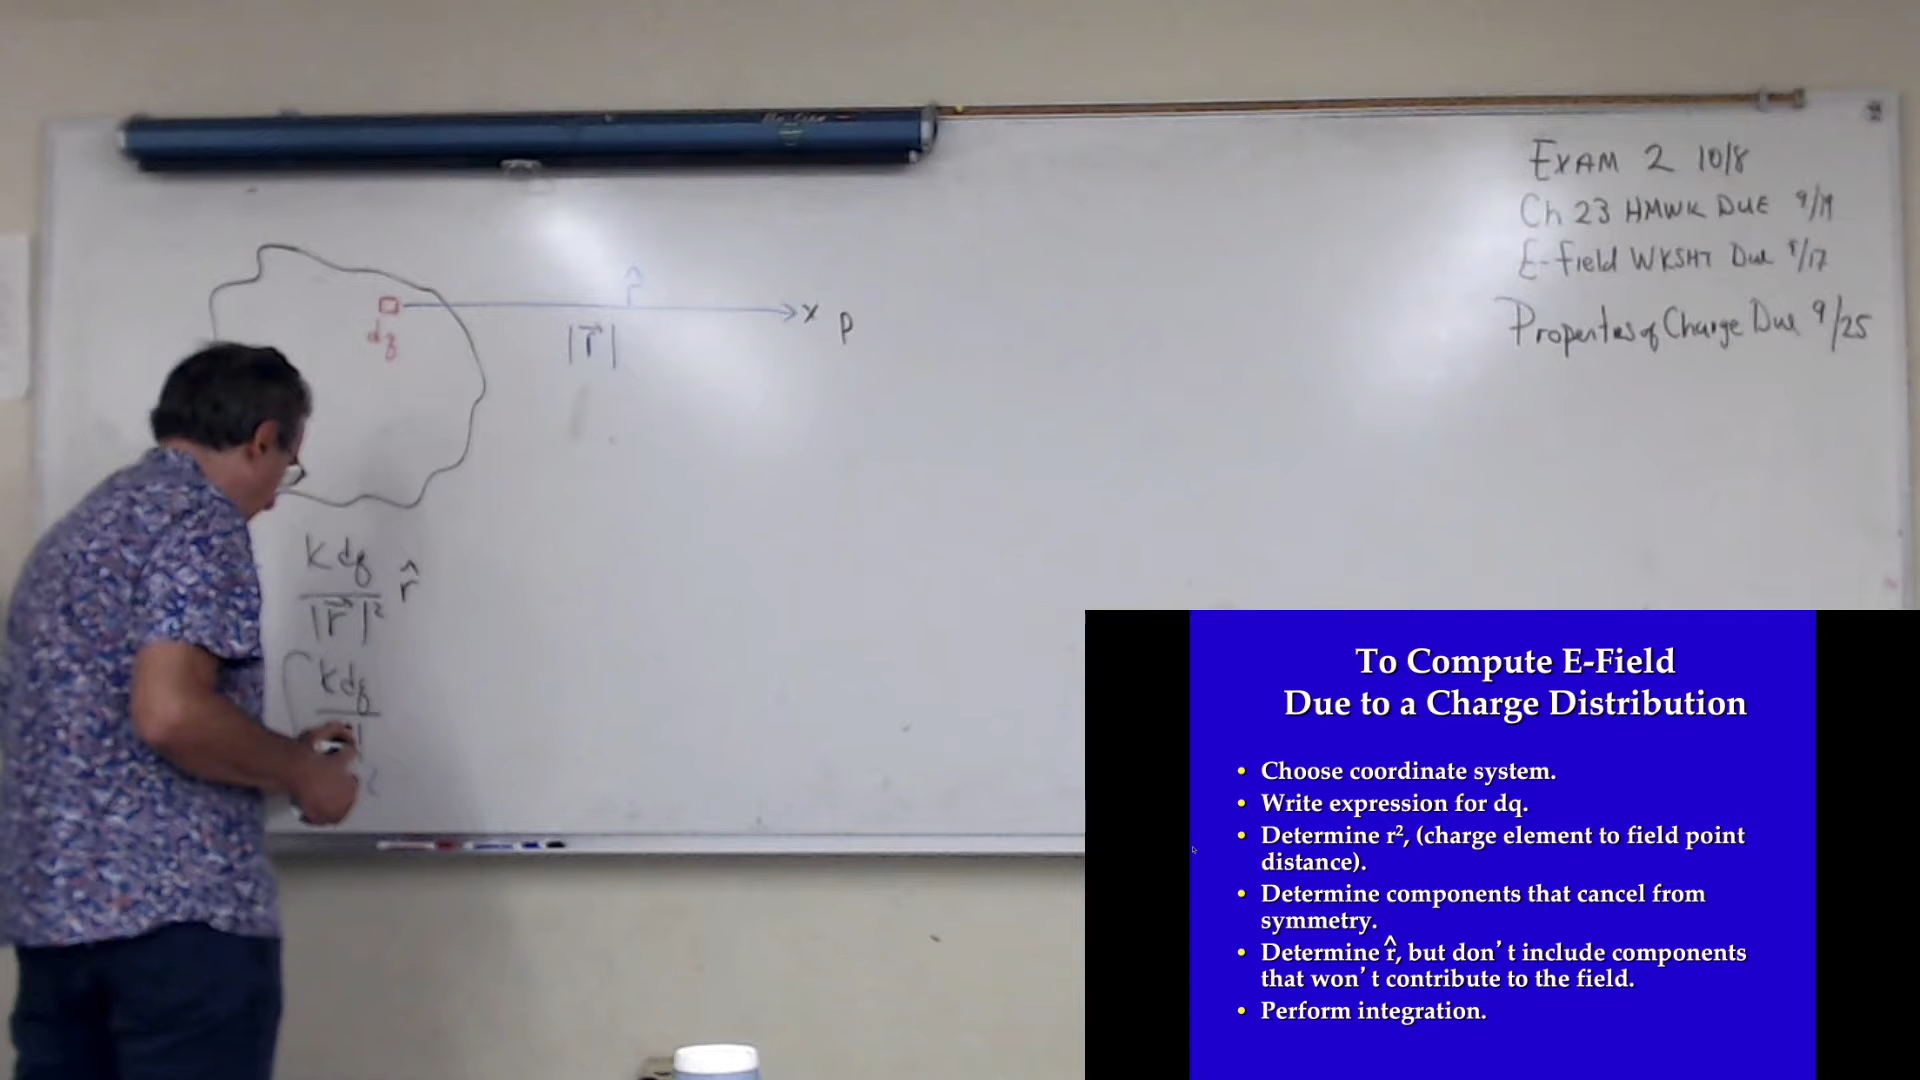 EXAM 2 10/8
Ch 23 HMWK DUE 9/19
E-field WKSHT Due 9/17
Properties of Charge Due 9/25
r̂
x p
|r⃗|
dq
k dq
|r⃗|² r̂
∫ k dq
To Compute E-Field
Due to a Charge Distribution
• Choose coordinate system.
• Write expression for dq.
• Determine r², (charge element to field point
distance).
• Determine components that cancel from
symmetry.
• Determine r̂, but don't include components
that won't contribute to the field.
• Perform integration.